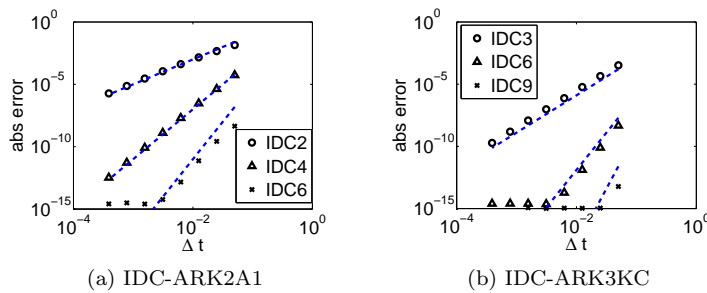 abs error
10^0
10^-5
10^-10
10^-15
IDC2
IDC4
IDC6
10^-4
10^-2
10^0
Δ t
(a) IDC-ARK2A1
abs error
10^0
10^-5
10^-10
10^-15
IDC3
IDC6
IDC9
10^-4
10^-2
10^0
Δ t
(b) IDC-ARK3KC